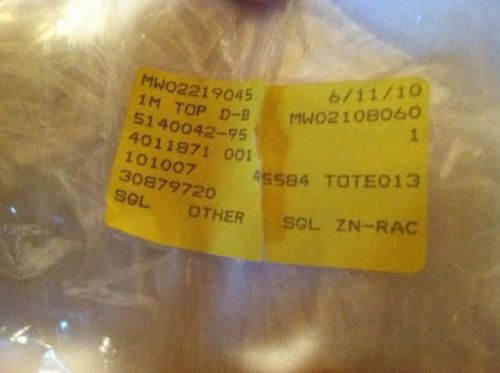 MW02219045 6/11/10
1M TOP D-B MW02108060
5140042-95 1
4011871 001
101007 45584 TOTE013
30879720
SGL OTHER SGL ZN-RAC